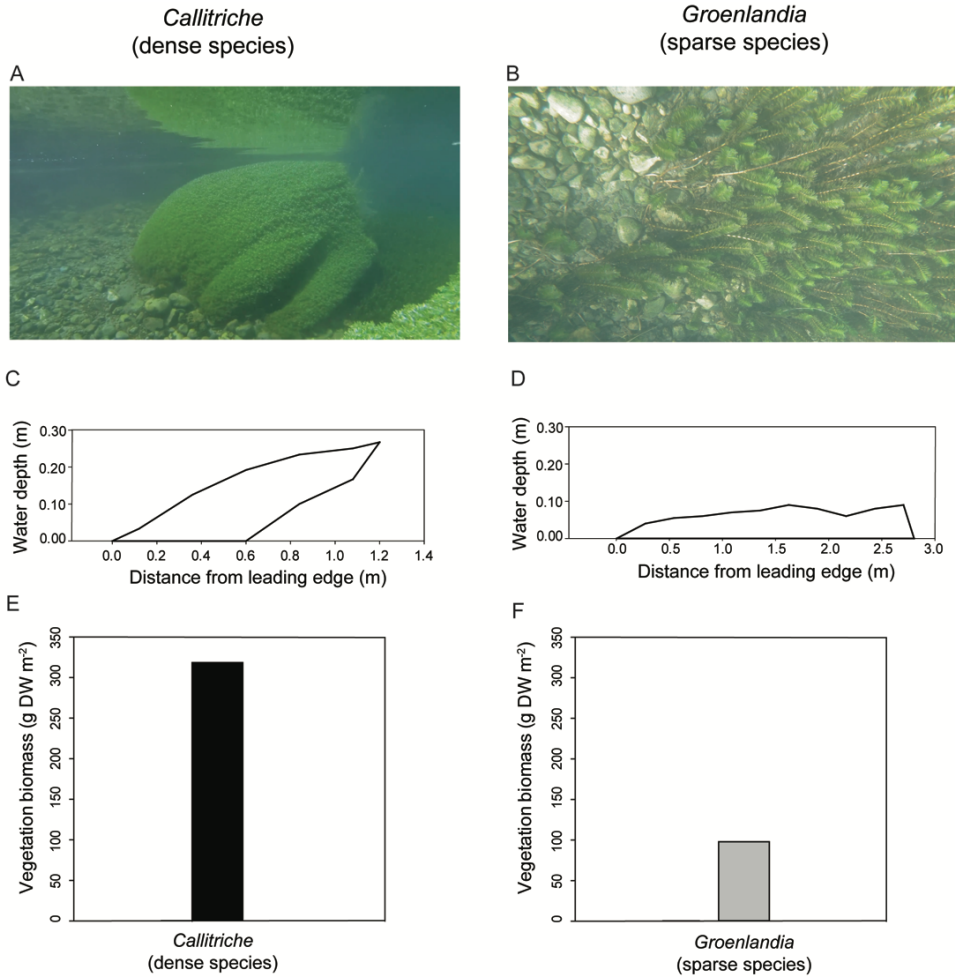 Callitriche
(dense species)
Groenlandia
(sparse species)
A
B
C
D
0.30
0.20
0.10
0.00
Water depth (m)
0.0 0.2 0.4 0.6 0.8 1.0 1.2 1.4
Distance from leading edge (m)
0.30
0.20
0.10
0.00
Water depth (m)
0.0 0.5 1.0 1.5 2.0 2.5 3.0
Distance from leading edge (m)
E
F
Vegetation biomass (g DW m⁻²)
350
300
250
200
150
100
50
0
Callitriche
(dense species)
Vegetation biomass (g DW m⁻²)
350
300
250
200
150
100
50
0
Groenlandia
(sparse species)